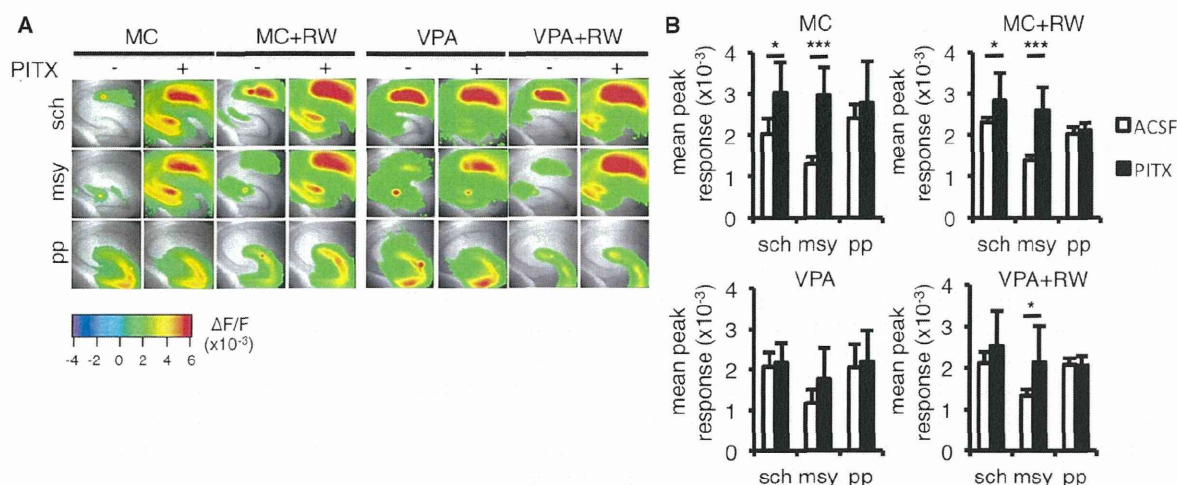 A
MC MC+RW VPA VPA+RW
PITX - + - + - + - +
sch
msy
pp
ΔF/F
(x10-3)
-4 -2 0 2 4 6
B
MC
mean peak
response (x10-3)
4
3
2
1
0
* ***
sch msy pp
MC+RW
mean peak
response (x10-3)
4
3
2
1
0
* ***
sch msy pp
ACSF
PITX
VPA
mean peak
response (x10-3)
4
3
2
1
0
sch msy pp
VPA+RW
mean peak
response (x10-3)
4
3
2
1
0
*
sch msy pp